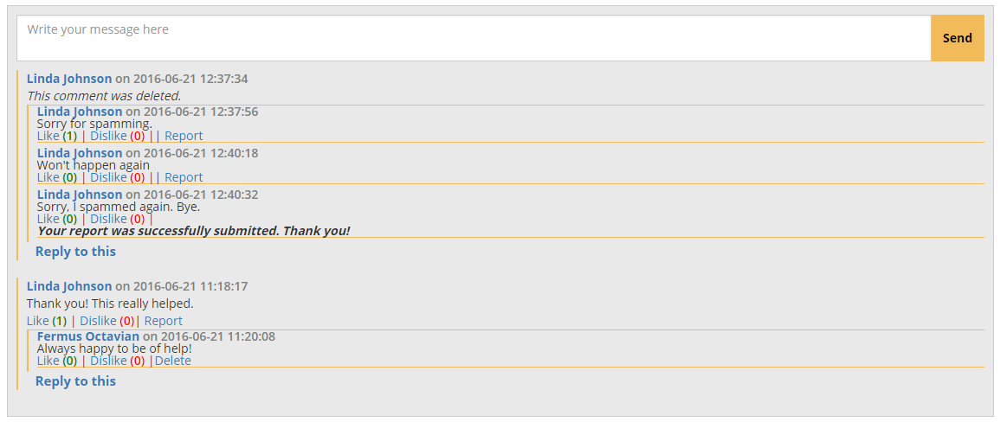 Write your message here
Send
Linda Johnson on 2016-06-21 12:37:34
This comment was deleted.
Linda Johnson on 2016-06-21 12:37:56
Sorry for spamming.
Like (1) | Dislike (0) || Report
Linda Johnson on 2016-06-21 12:40:18
Won't happen again
Like (0) | Dislike (0) || Report
Linda Johnson on 2016-06-21 12:40:32
Sorry, I spammed again. Bye.
Like (0) | Dislike (0) |
Your report was successfully submitted. Thank you!
Reply to this
Linda Johnson on 2016-06-21 11:18:17
Thank you! This really helped.
Like (1) | Dislike (0)| Report
Fermus Octavian on 2016-06-21 11:20:08
Always happy to be of help!
Like (0) | Dislike (0) |Delete
Reply to this